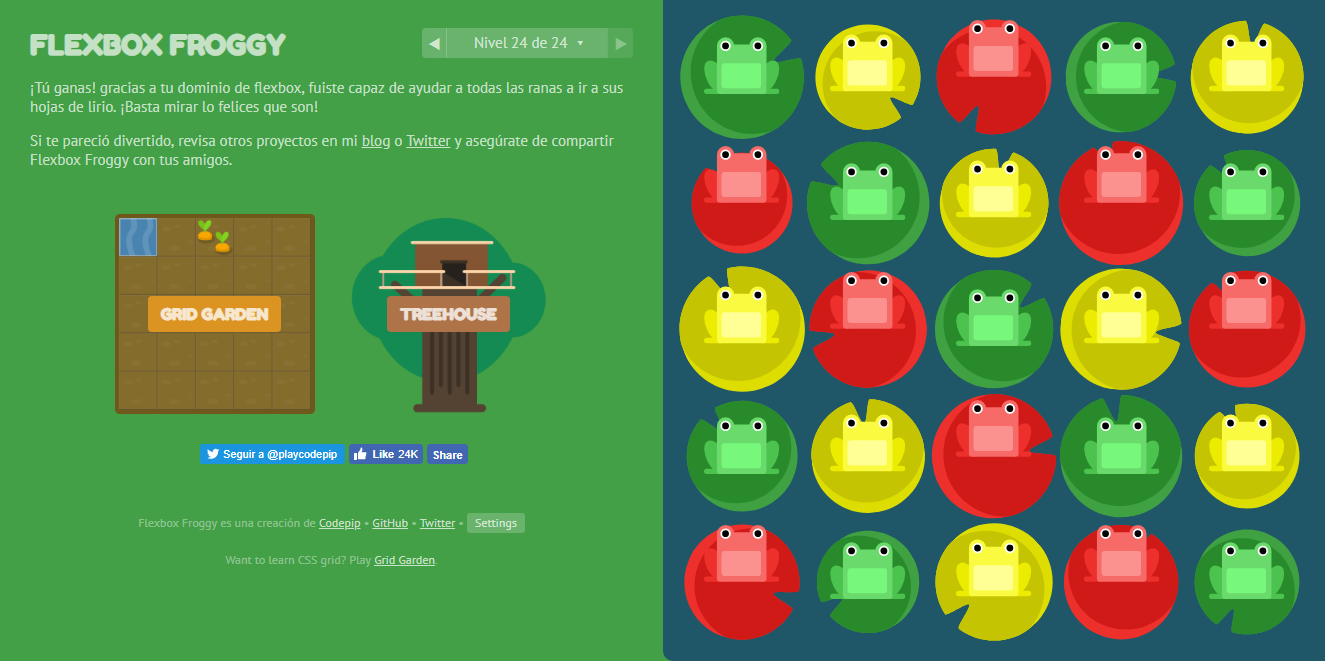 FLEXBOX FROGGY
Nivel 24 de 24
¡Tú ganas! gracias a tu dominio de flexbox, fuiste capaz de ayudar a todas las ranas a ir a sus
hojas de lirio. ¡Basta mirar lo felices que son!
Si te pareció divertido, revisa otros proyectos en mi blog o Twitter y asegúrate de compartir
Flexbox Froggy con tus amigos.
GRID GARDEN
TREEHOUSE
Seguir a @playcodepip
Like 24K
Share
Flexbox Froggy es una creación de Codepip • GitHub • Twitter • Settings
Want to learn CSS grid? Play Grid Garden.